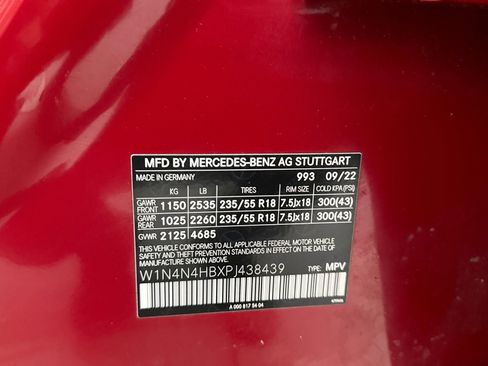 MFD BY MERCEDES-BENZ AG STUTTGART
MADE IN GERMANY 993 09/22
KG LB TIRES RIM SIZE COLD KPA (PSI)
GAWR FRONT 1150 2535 235/55 R18 7.5Jx18 300(43)
GAWR REAR 1025 2260 235/55 R18 7.5Jx18 300(43)
GVWR 2125 4685
THIS VEHICLE CONFORMS TO ALL APPLICABLE FEDERAL MOTOR VEHICLE
SAFETY, BUMPER, AND THEFT PREVENTION STANDARDS IN
EFFECT ON THE DATE OF MANUFACTURE SHOWN ABOVE.
W1N4N4HBXPJ438439 TYPE: MPV
A 000 817 54 04